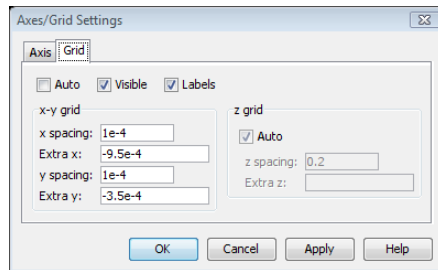 Axes/Grid Settings
Axis Grid
Auto Visible Labels
x-y grid
x spacing: 1e-4
Extra x: -9.5e-4
y spacing: 1e-4
Extra y: -3.5e-4
z grid
Auto
z spacing: 0.2
Extra z:
OK Cancel Apply Help